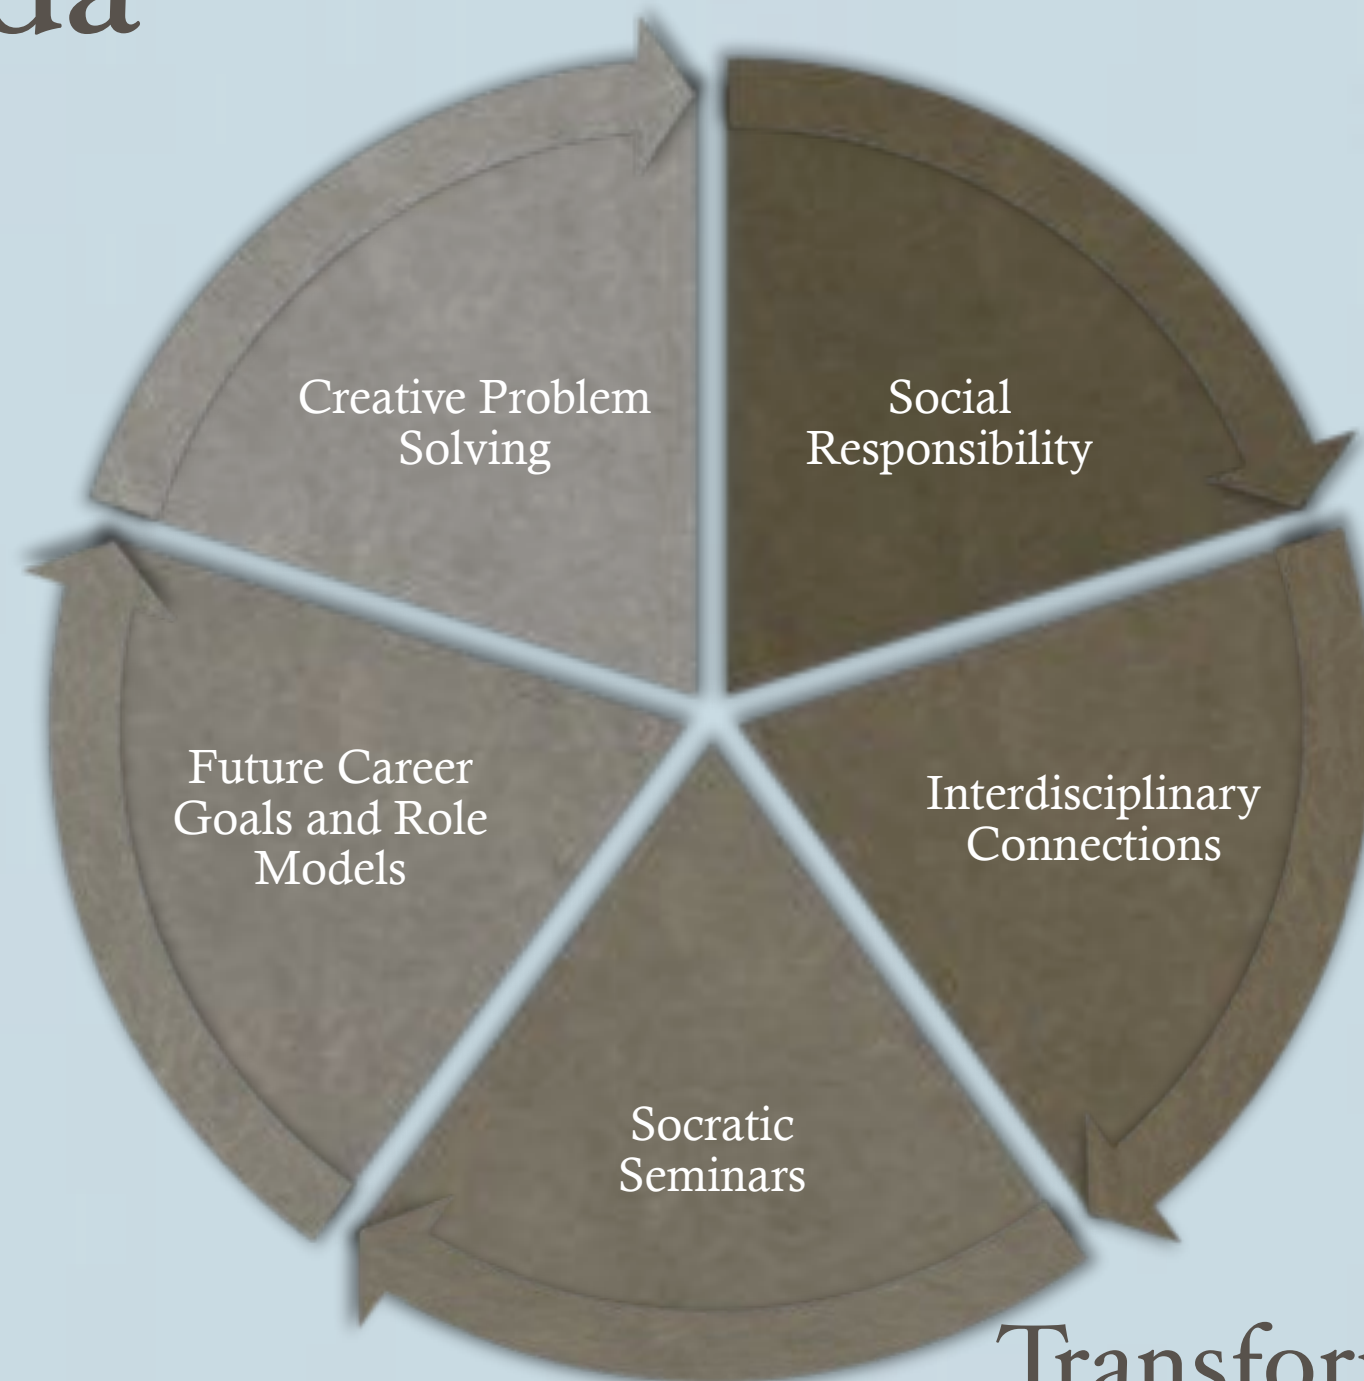 Creative Problem
Solving
Social
Responsibility
Future Career
Goals and Role
Models
Interdisciplinary
Connections
Socratic
Seminars